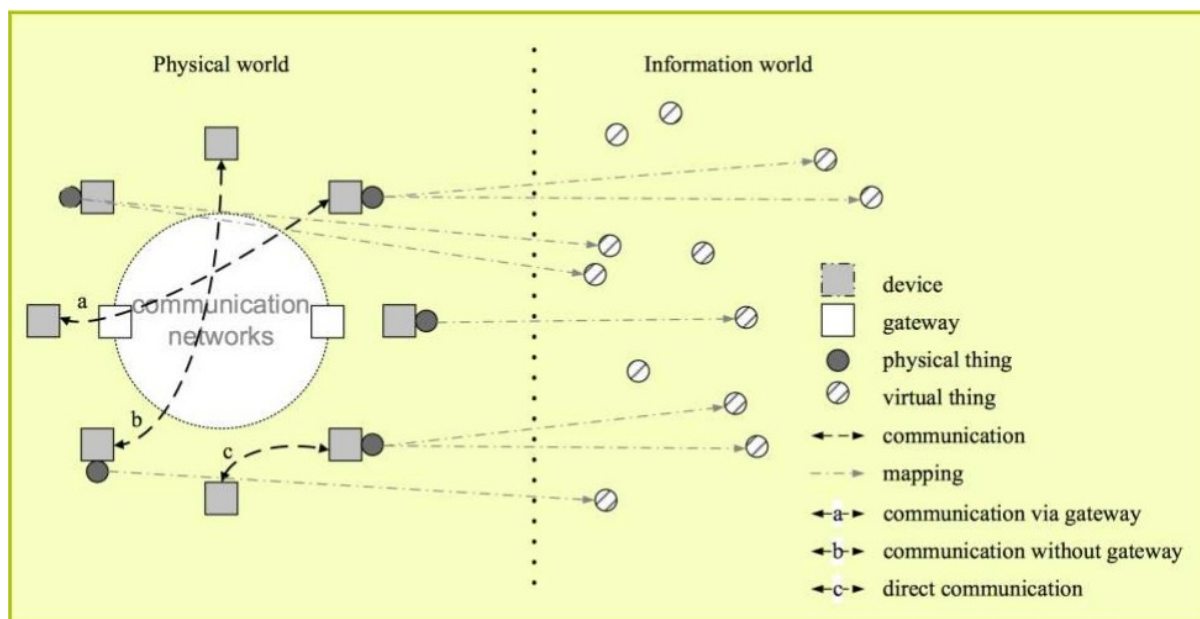 Physical world
Information world
a
communication
networks
b
c
device
gateway
physical thing
virtual thing
communication
mapping
a communication via gateway
b communication without gateway
c direct communication